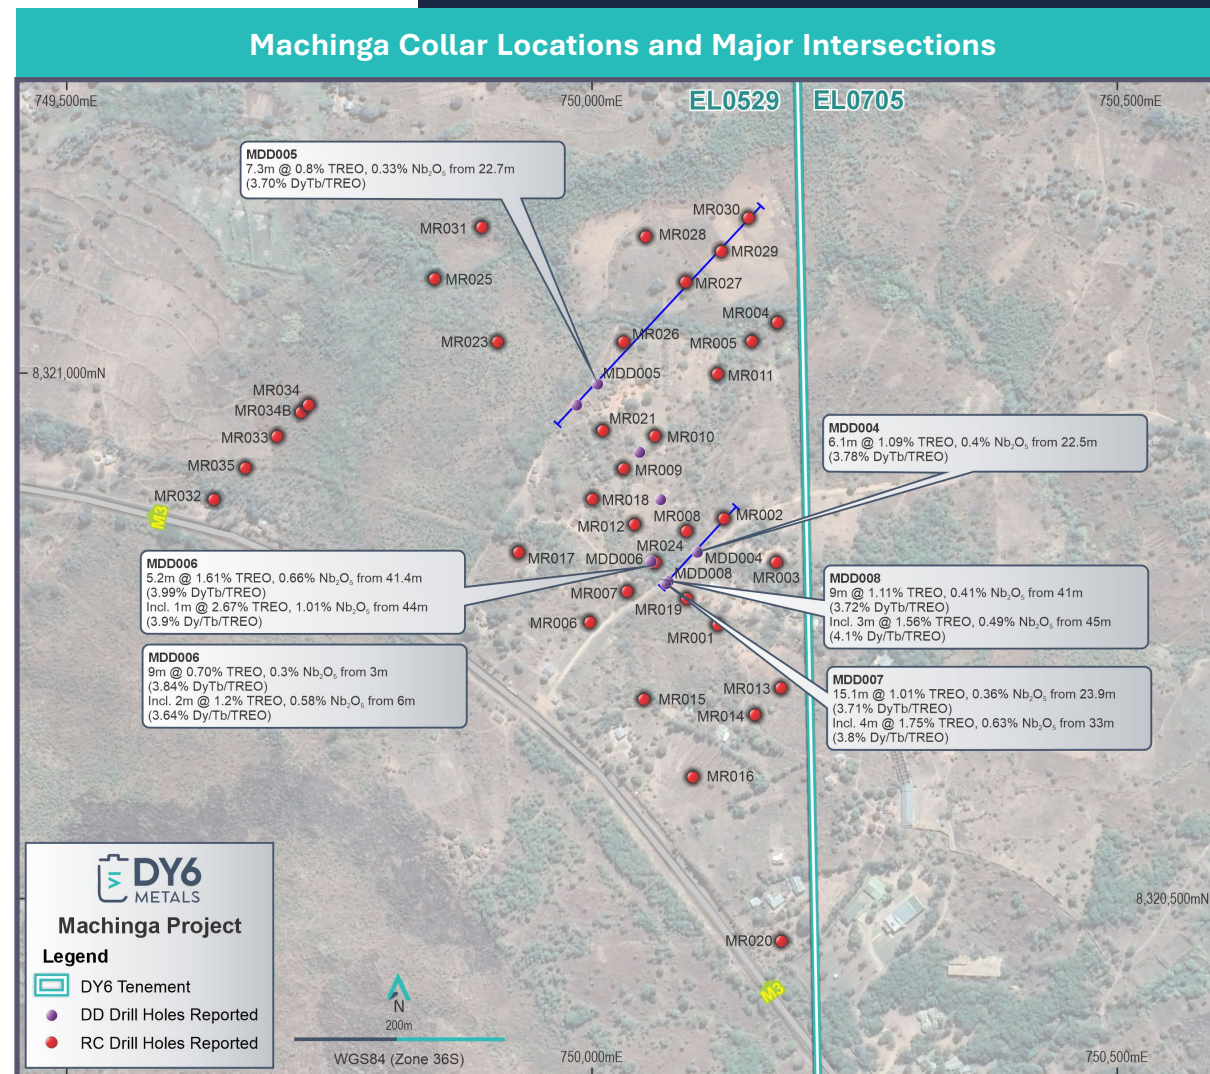 Machinga Collar Locations and Major Intersections
749,500mE
750,000mE
EL0529
EL0705
750,500mE
MDD005
7.3m @ 0.8% TREO, 0.33% Nb₂O₅ from 22.7m
(3.70% DyTb/TREO)
MR030
MR031
MR028
MR029
MR025
MR027
MR004
MR026
MR023
MR005
8,321,000mN
MDD005
MR011
MR034
MR034B
MR021
MR033
MR010
MDD004
6.1m @ 1.09% TREO, 0.4% Nb₂O₅ from 22.5m
(3.78% DyTb/TREO)
MR035
MR009
MR032
MR018
M3
MR008
MR002
MR012
MR024
MR017
MDD006
MDD004
MR003
MDD008
MDD006
5.2m @ 1.61% TREO, 0.66% Nb₂O₅ from 41.4m
(3.99% DyTb/TREO)
Incl. 1m @ 2.67% TREO, 1.01% Nb₂O₅ from 44m
(3.9% Dy/Tb/TREO)
MDD008
9m @ 1.11% TREO, 0.41% Nb₂O₅ from 41m
(3.72% DyTb/TREO)
Incl. 3m @ 1.56% TREO, 0.49% Nb₂O₅ from 45m
(4.1% Dy/Tb/TREO)
MR007
MR019
MR006
MR001
MDD006
9m @ 0.70% TREO, 0.3% Nb₂O₅ from 3m
(3.84% DyTb/TREO)
Incl. 2m @ 1.2% TREO, 0.58% Nb₂O₅ from 6m
(3.64% Dy/Tb/TREO)
MDD007
15.1m @ 1.01% TREO, 0.36% Nb₂O₅ from 23.9m
(3.71% DyTb/TREO)
Incl. 4m @ 1.75% TREO, 0.63% Nb₂O₅ from 33m
(3.8% Dy/Tb/TREO)
MR013
MR015
MR014
MR016
8,320,500mN
MR020
M3
DY6
METALS
Machinga Project
Legend
DY6 Tenement
DD Drill Holes Reported
RC Drill Holes Reported
N
200m
WGS84 (Zone 36S)
750,000mE
750,500mE